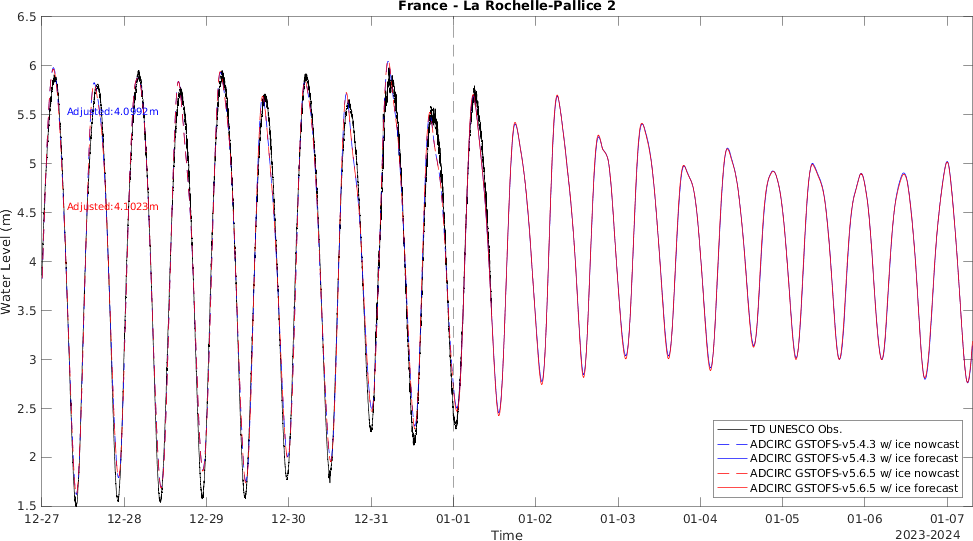 France - La Rochelle-Pallice 2
6.5
6
5.5
5
4.5
4
3.5
3
2.5
2
1.5
Water Level (m)
Adjusted:4.0992m
Adjusted:4.1023m
TD UNESCO Obs.
ADCIRC GSTOFS-v5.4.3 w/ ice nowcast
ADCIRC GSTOFS-v5.4.3 w/ ice forecast
ADCIRC GSTOFS-v5.6.5 w/ ice nowcast
ADCIRC GSTOFS-v5.6.5 w/ ice forecast
12-27 12-28 12-29 12-30 12-31 01-01 01-02 01-03 01-04 01-05 01-06 01-07
Time
2023-2024